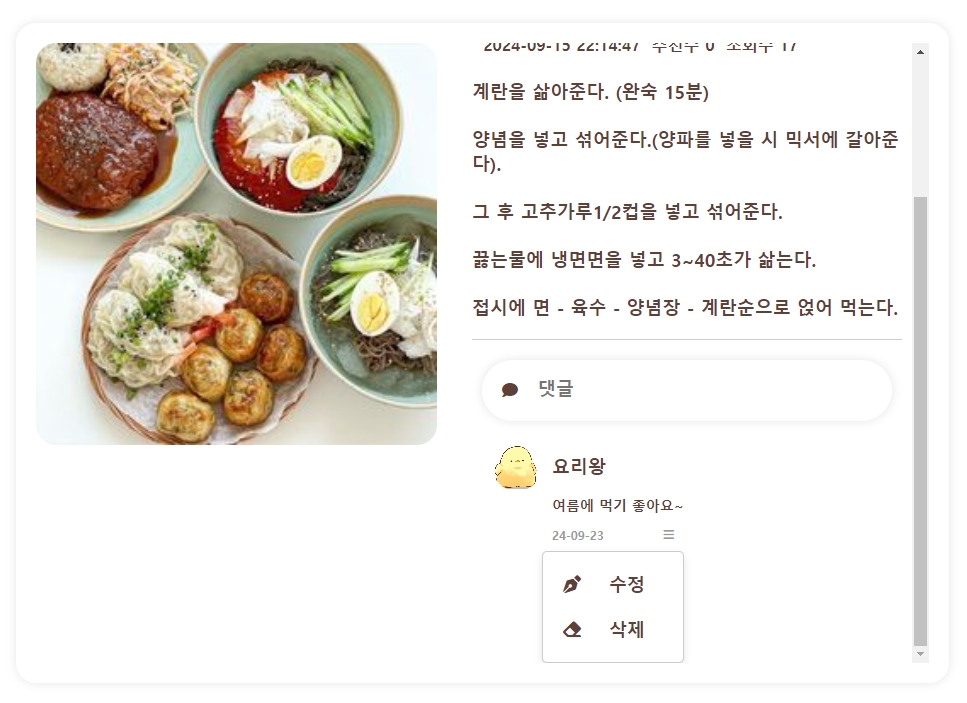 2024-09-15 22:14:47 추천수 0 조회수 17
계란을 삶아준다. (완숙 15분)
양념을 넣고 섞어준다.(양파를 넣을 시 믹서에 갈아준
다).
그 후 고추가루1/2컵을 넣고 섞어준다.
끓는물에 냉면면을 넣고 3~40초가 삶는다.
접시에 면 - 육수 - 양념장 - 계란순으로 얹어 먹는다.
댓글
요리왕
여름에 먹기 좋아요~
24-09-23
수정
삭제